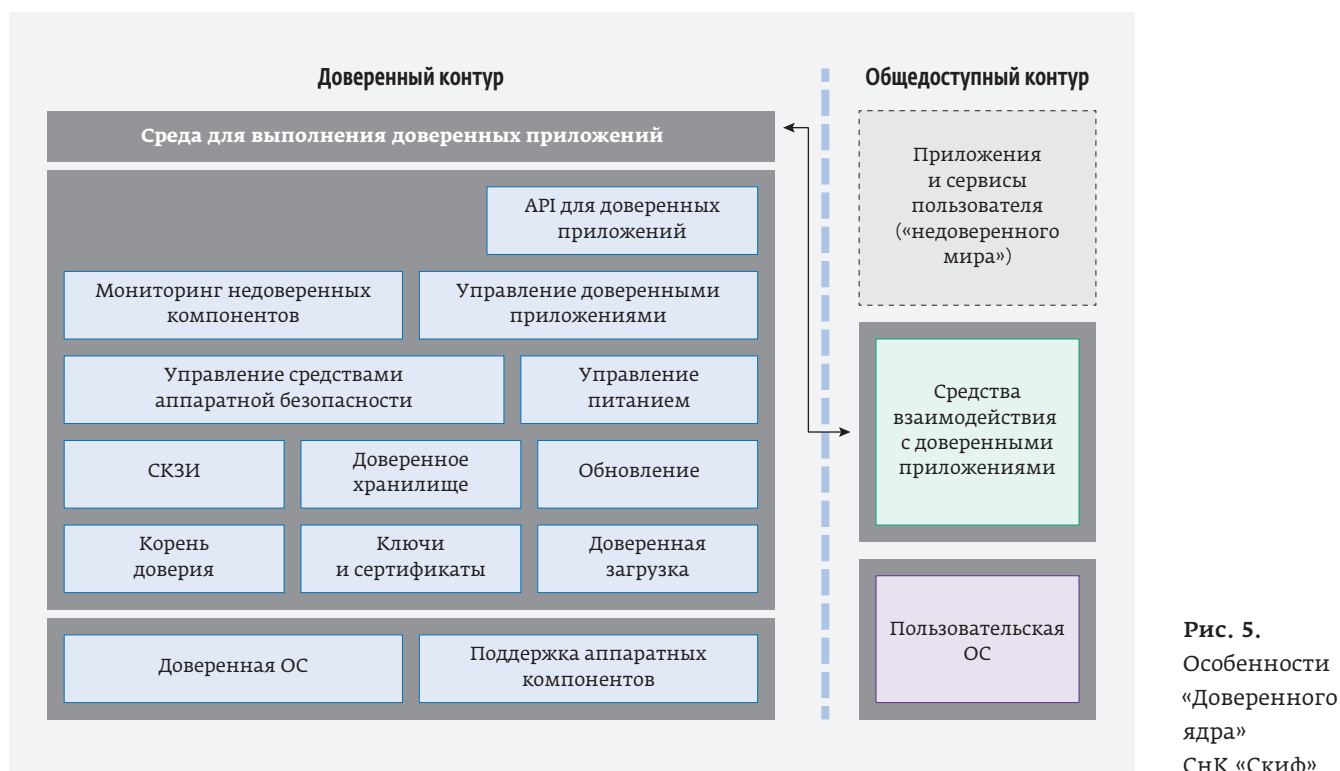 Доверенный контур
Общедоступный контур
Среда для выполнения доверенных приложений
API для доверенных
приложений
Мониторинг недоверенных
компонентов
Управление доверенными
приложениями
Управление средствами
аппаратной безопасности
Управление
питанием
СКЗИ
Доверенное
хранилище
Обновление
Корень
доверия
Ключи
и сертификаты
Доверенная
загрузка
Доверенная ОС
Поддержка аппаратных
компонентов
Приложения
и сервисы
пользователя
(«недоверенного
мира»)
Средства
взаимодействия
с доверенными
приложениями
Пользовательская
ОС
Рис. 5.
Особенности
«Доверенного
ядра»
СнК «Скиф»